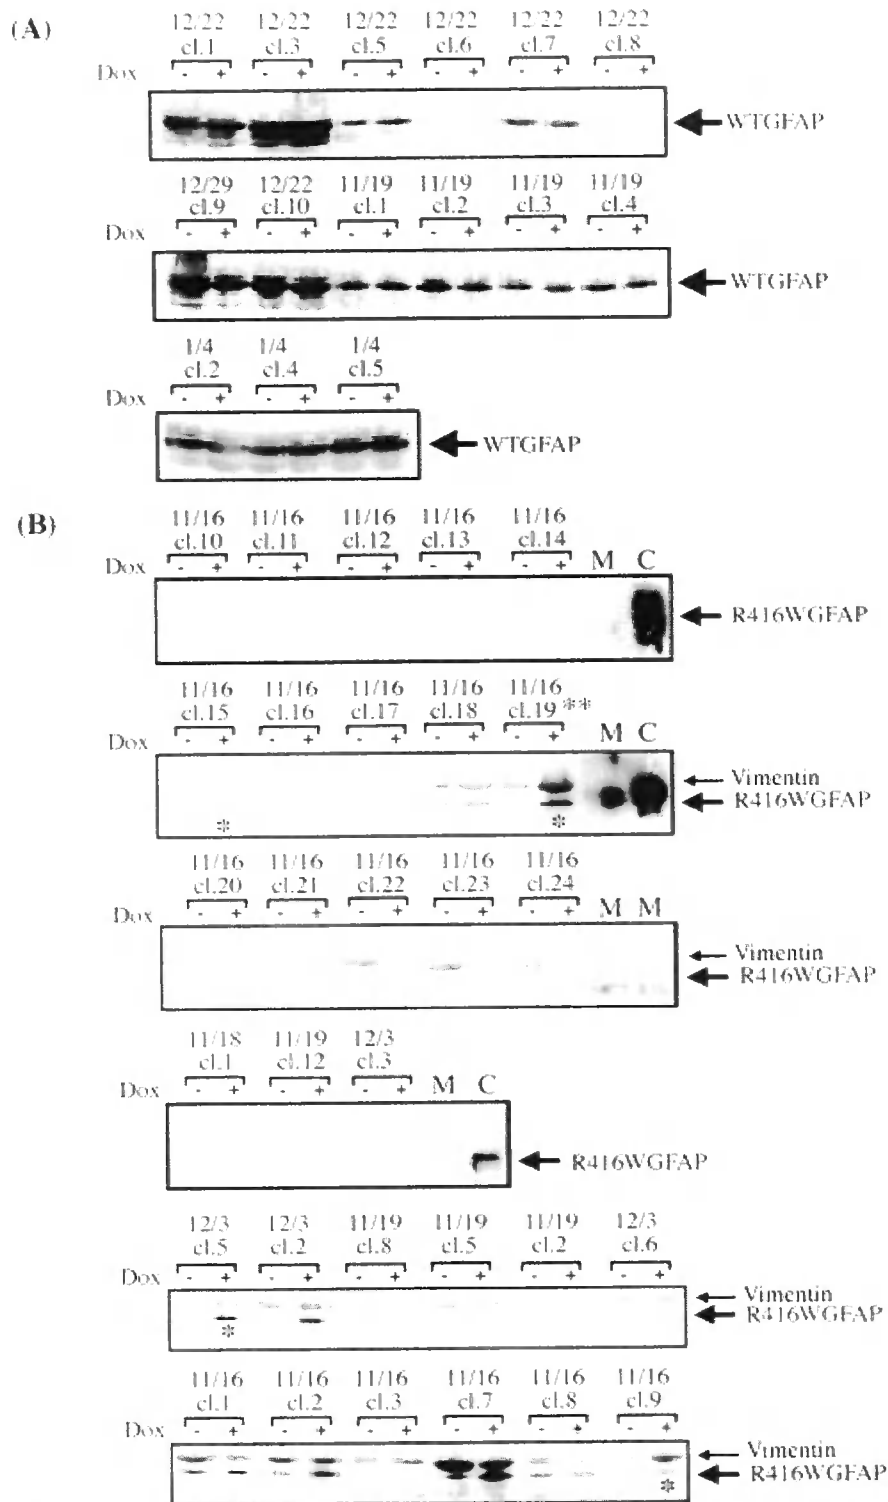 (A)
12/22 12/22 12/22 12/22 12/22 12/22
cl.1 cl.3 cl.5 cl.6 cl.7 cl.8
Dox - + - + - + - + - + - +
WTGFAP
12/29 12/22 11/19 11/19 11/19 11/19
cl.9 cl.10 cl.1 cl.2 cl.3 cl.4
Dox - + - + - + - + - + - +
WTGFAP
1/4 1/4 1/4
cl.2 cl.4 cl.5
Dox - + - + - +
WTGFAP
(B)
11/16 11/16 11/16 11/16 11/16
cl.10 cl.11 cl.12 cl.13 cl.14
Dox - + - + - + - + - + M C
R416WGFAP
11/16 11/16 11/16 11/16 11/16
cl.15 cl.16 cl.17 cl.18 cl.19 **
Dox - + - + - + - + - + M C
Vimentin
R416WGFAP
* *
11/16 11/16 11/16 11/16 11/16
cl.20 cl.21 cl.22 cl.23 cl.24
Dox - + - + - + - + - + M M
Vimentin
R416WGFAP
11/18 11/19 12/3
cl.1 cl.12 cl.3
Dox - + - + - + M C
R416WGFAP
12/3 12/3 11/19 11/19 11/19 12/3
cl.5 cl.2 cl.8 cl.5 cl.2 cl.6
Dox - + - + - + - + - + - +
Vimentin
R416WGFAP
*
11/16 11/16 11/16 11/16 11/16 11/16
cl.1 cl.2 cl.3 cl.7 cl.8 cl.9
Dox - + - + - + - + - + - +
Vimentin
R416WGFAP
*